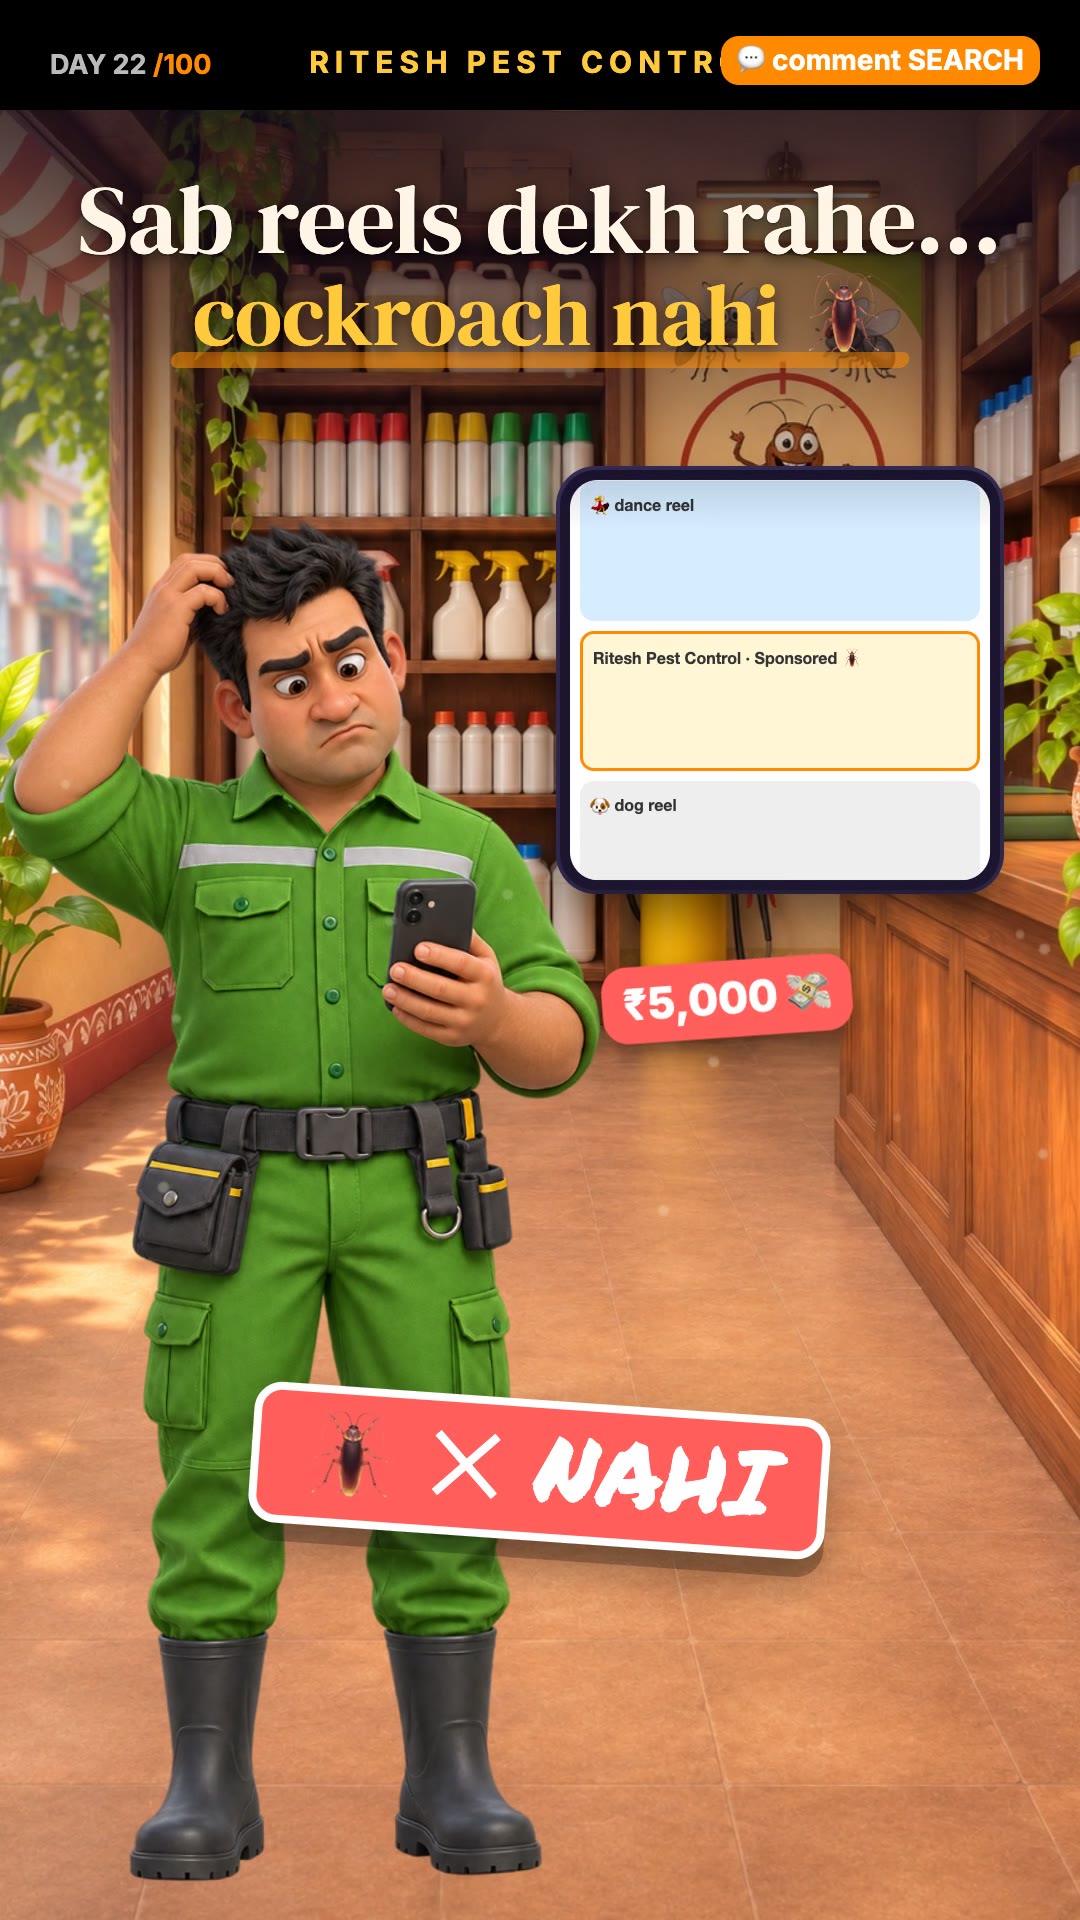 DAY 22 /100
RITESH PEST CONTR
💬 comment SEARCH
Sab reels dekh rahe...
cockroach nahi 🪳
💃 dance reel
Ritesh Pest Control · Sponsored 🪳
🐶 dog reel
₹5,000 💸
🪳 × NAHI